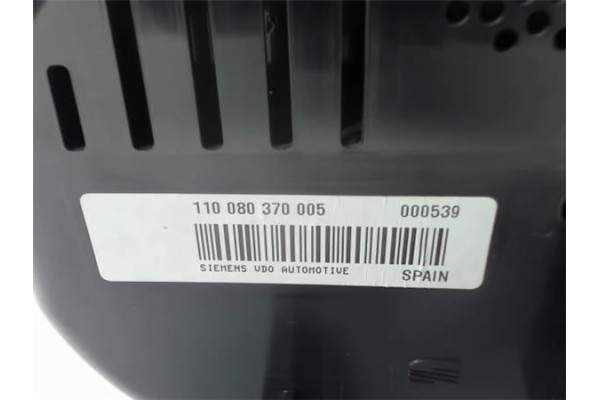 110 080 370 005 000539
SIEMENS VDO AUTOMOTIVE SPAIN